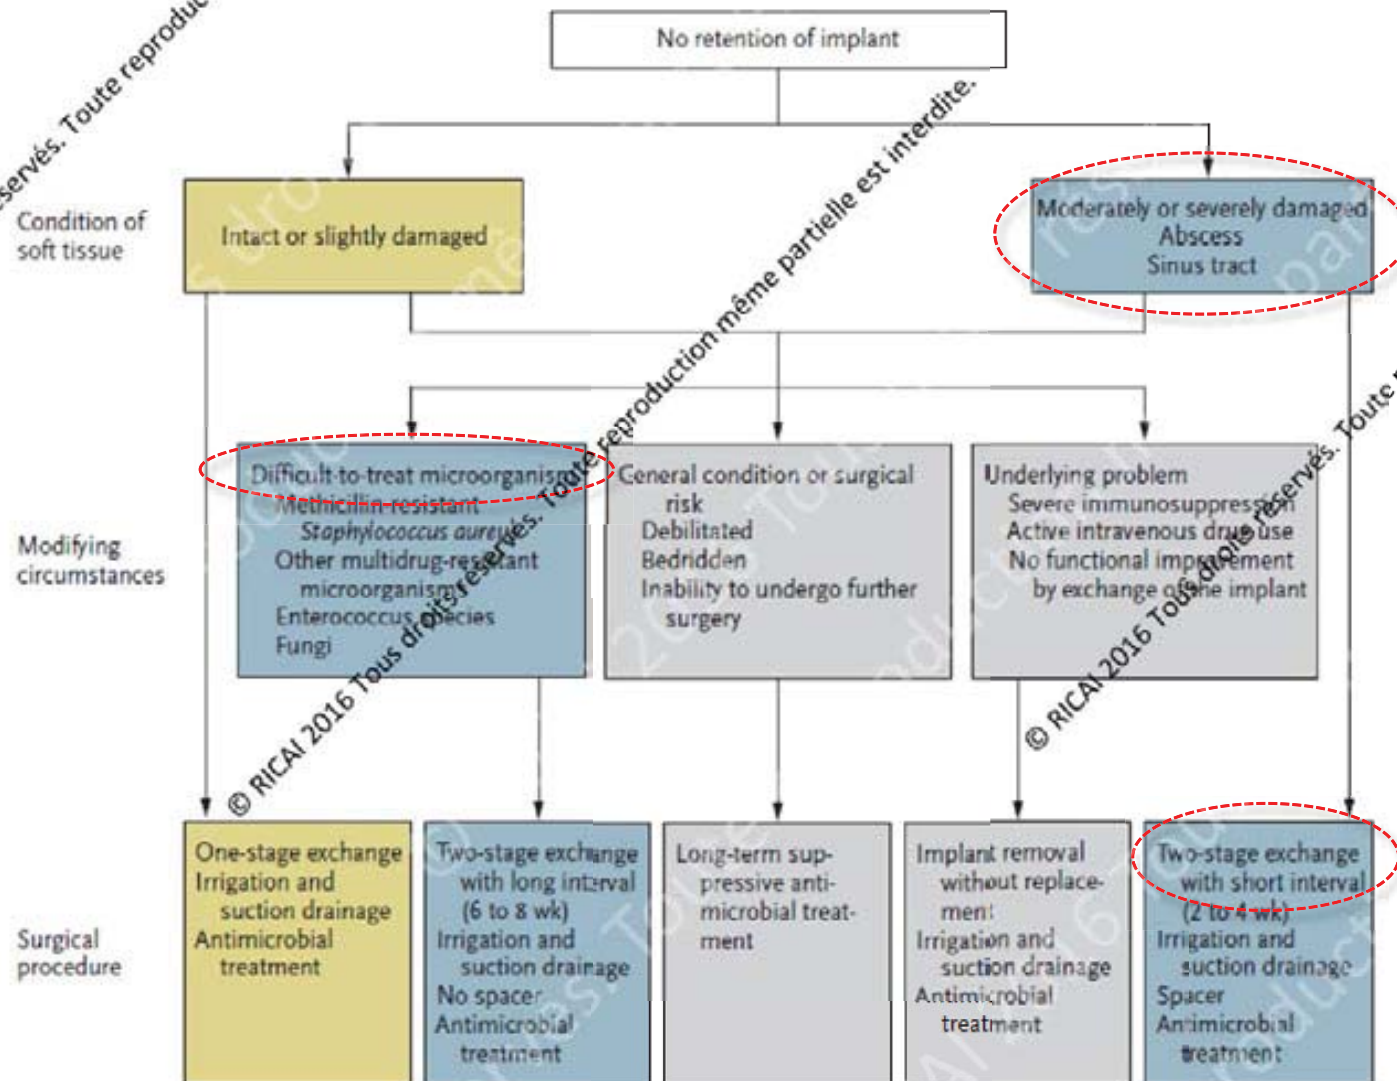 No retention of implant
servés. Toute reproduc
Condition of
soft tissue
Intact or slightly damaged
Moderately or severely damaged
Abscess
Sinus tract
Modifying
circumstances
Difficult-to-treat microorganism
Methicillin-resistant
Staphylococcus aureus
Other multidrug-resistant
microorganism
Enterococcus species
Fungi
General condition or surgical
risk
Debilitated
Bedridden
Inability to undergo further
surgery
Underlying problem
Severe immunosuppression
Active intravenous drug use
No functional improvement
by exchange of the implant
© RICAI 2016 Tous droits réservés. Toute reproduction même partielle est interdite.
© RICAI 2016 Tous droits réservés. Toute r
Surgical
procedure
One-stage exchange
Irrigation and
suction drainage
Antimicrobial
treatment
Two-stage exchange
with long interval
(6 to 8 wk)
Irrigation and
suction drainage
No spacer
Antimicrobial
treatment
Long-term sup-
pressive anti-
microbial treat-
ment
Implant removal
without replace-
ment
Irrigation and
suction drainage
Antimicrobial
treatment
Two-stage exchange
with short interval
(2 to 4 wk)
Irrigation and
suction drainage
Spacer
Antimicrobial
treatment